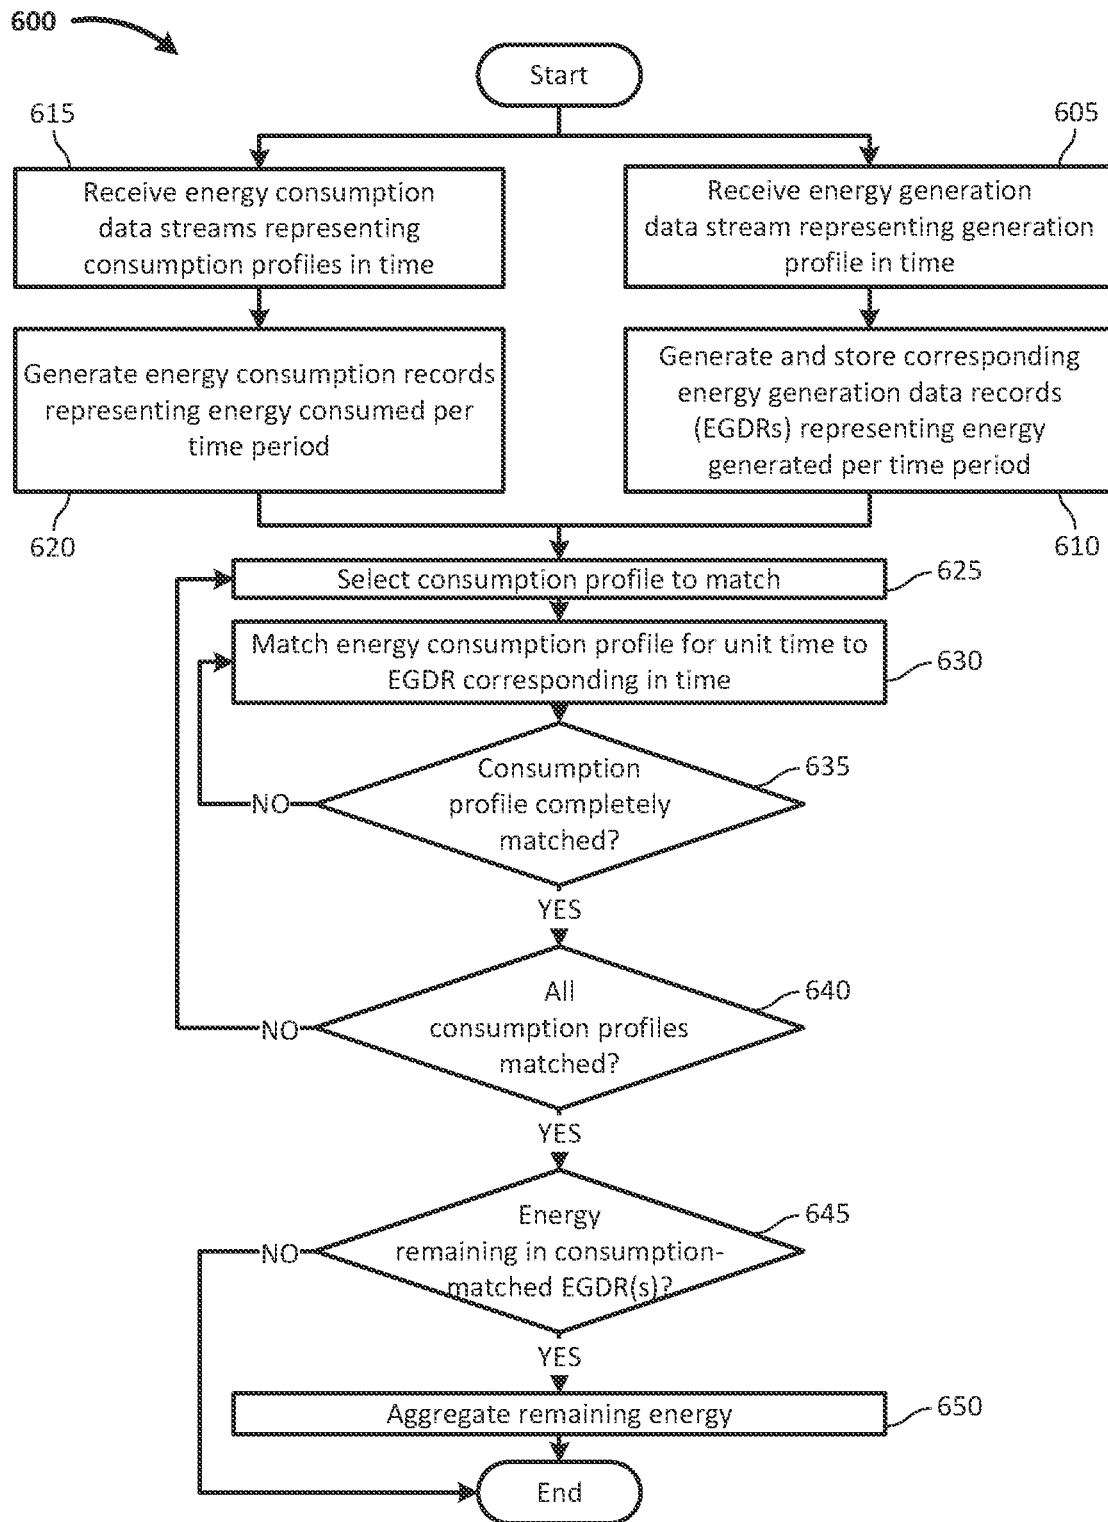 600
Start
615
605
Receive energy consumption
data streams representing
consumption profiles in time
Receive energy generation
data stream representing generation
profile in time
Generate energy consumption records
representing energy consumed per
time period
Generate and store corresponding
energy generation data records
(EGDRs) representing energy
generated per time period
620
610
Select consumption profile to match
625
Match energy consumption profile for unit time to
EGDR corresponding in time
630
Consumption
profile completely
matched?
635
NO
YES
All
consumption profiles
matched?
640
NO
YES
Energy
remaining in consumption-
matched EGDR(s)?
645
NO
YES
Aggregate remaining energy
650
End